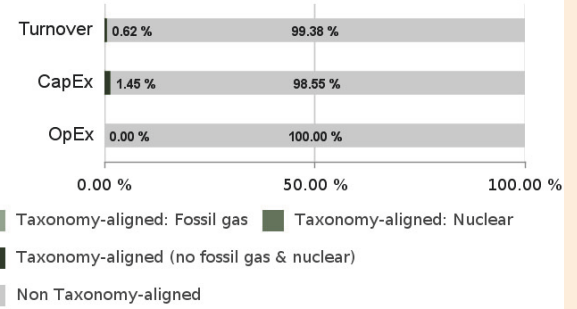 Turnover 0.62 % 99.38 %
CapEx 1.45 % 98.55 %
OpEx 0.00 % 100.00 %
0.00 % 50.00 % 100.00 %
Taxonomy-aligned: Fossil gas Taxonomy-aligned: Nuclear
Taxonomy-aligned (no fossil gas & nuclear)
Non Taxonomy-aligned